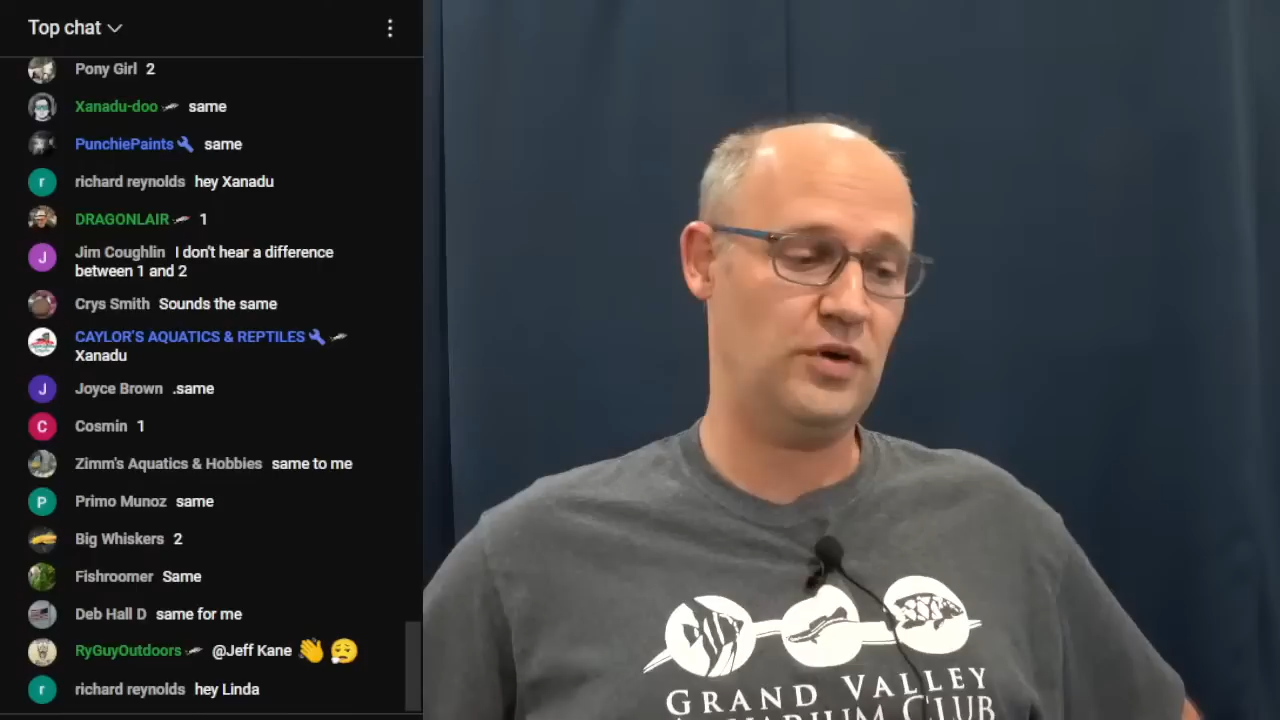 Top chat
Pony Girl 2
Xanadu-doo same
PunchiePaints same
r richard reynolds hey Xanadu
DRAGONLAIR 1
J Jim Coughlin I don't hear a difference
between 1 and 2
Crys Smith Sounds the same
CAYLOR'S AQUATICS & REPTILES
Xanadu
J Joyce Brown .same
C Cosmin 1
Zimm's Aquatics & Hobbies same to me
P Primo Munoz same
Big Whiskers 2
Fishroomer Same
Deb Hall D same for me
RyGuyOutdoors @Jeff Kane 👋 😮‍💨
r richard reynolds hey Linda
GRAND VALLEY
AQUARIUM CLUB